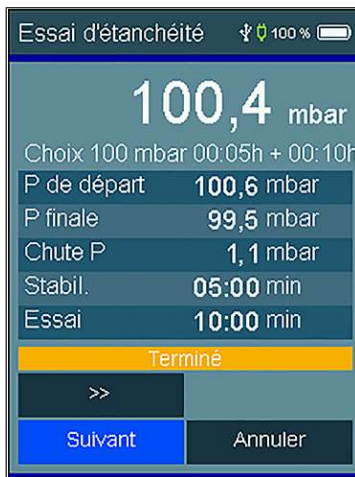 Essai d'étanchéité 100 %
100,4 mbar
Choix 100 mbar 00:05h + 00:10h
P de départ 100,6 mbar
P finale 99,5 mbar
Chute P 1,1 mbar
Stabil. 05:00 min
Essai 10:00 min
Terminé
>>
Suivant Annuler